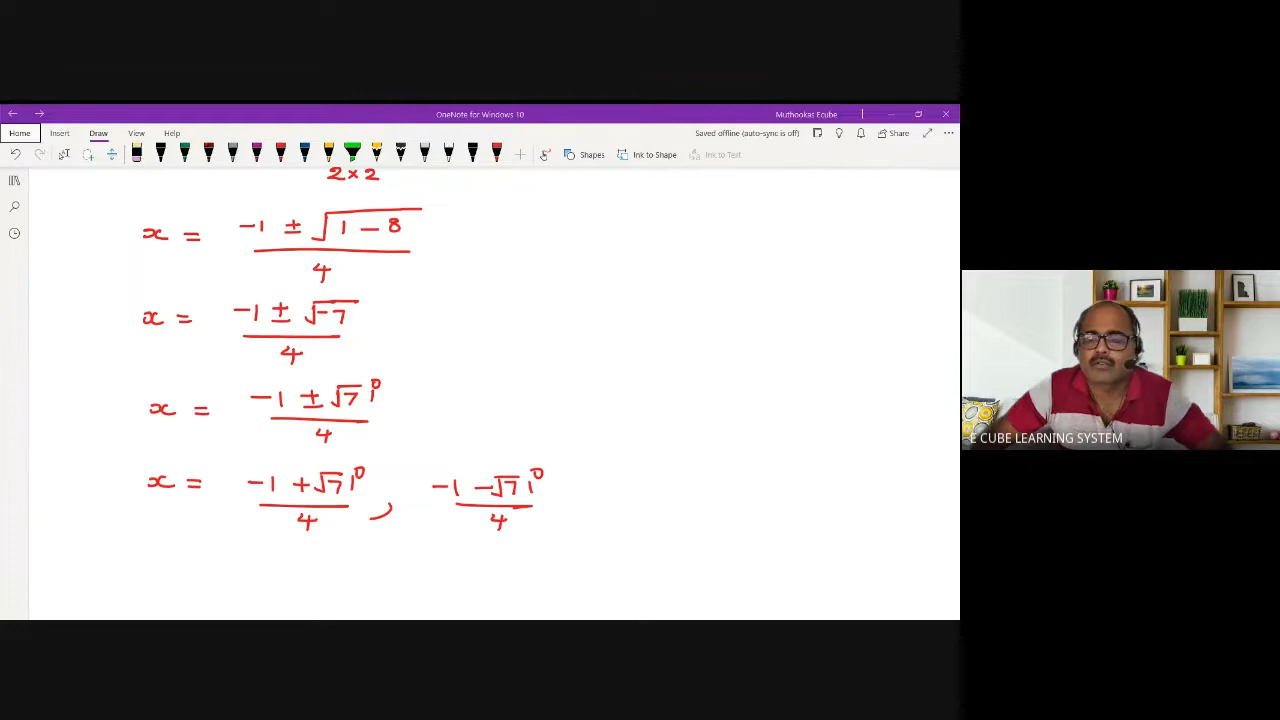 OneNote for Windows 10
Muthookas Ecube
Home Insert Draw View Help
Saved offline (auto-sync is off)
Share
Shapes
Ink to Shape
Ink to Text
2 × 2
x = -1 ± √1 - 8
4
x = -1 ± √-7
4
x = -1 ± √7 i
4
x = -1 + √7 i , -1 - √7 i
4 4
E CUBE LEARNING SYSTEM